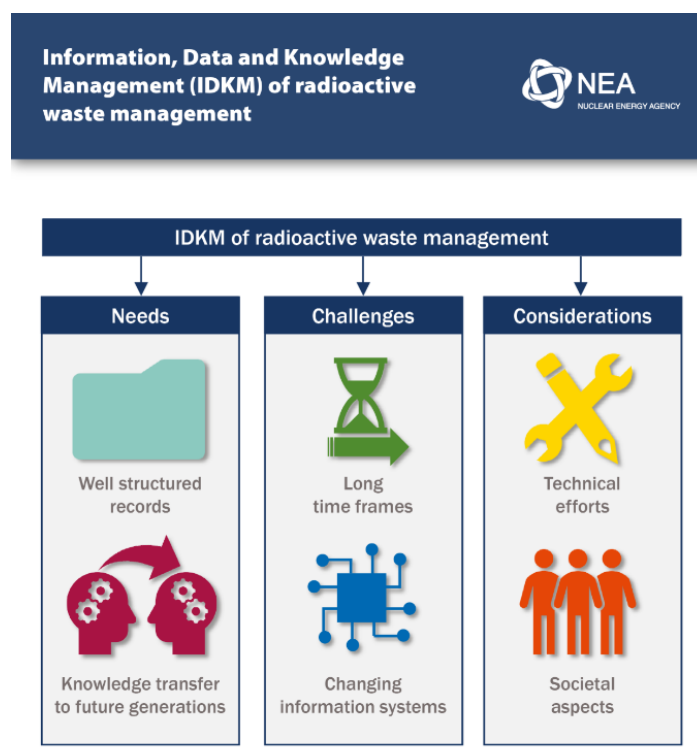 Information, Data and Knowledge
Management (IDKM) of radioactive
waste management
NEA
NUCLEAR ENERGY AGENCY
IDKM of radioactive waste management
Needs
Well structured
records
Knowledge transfer
to future generations
Challenges
Long
time frames
Changing
information systems
Considerations
Technical
efforts
Societal
aspects